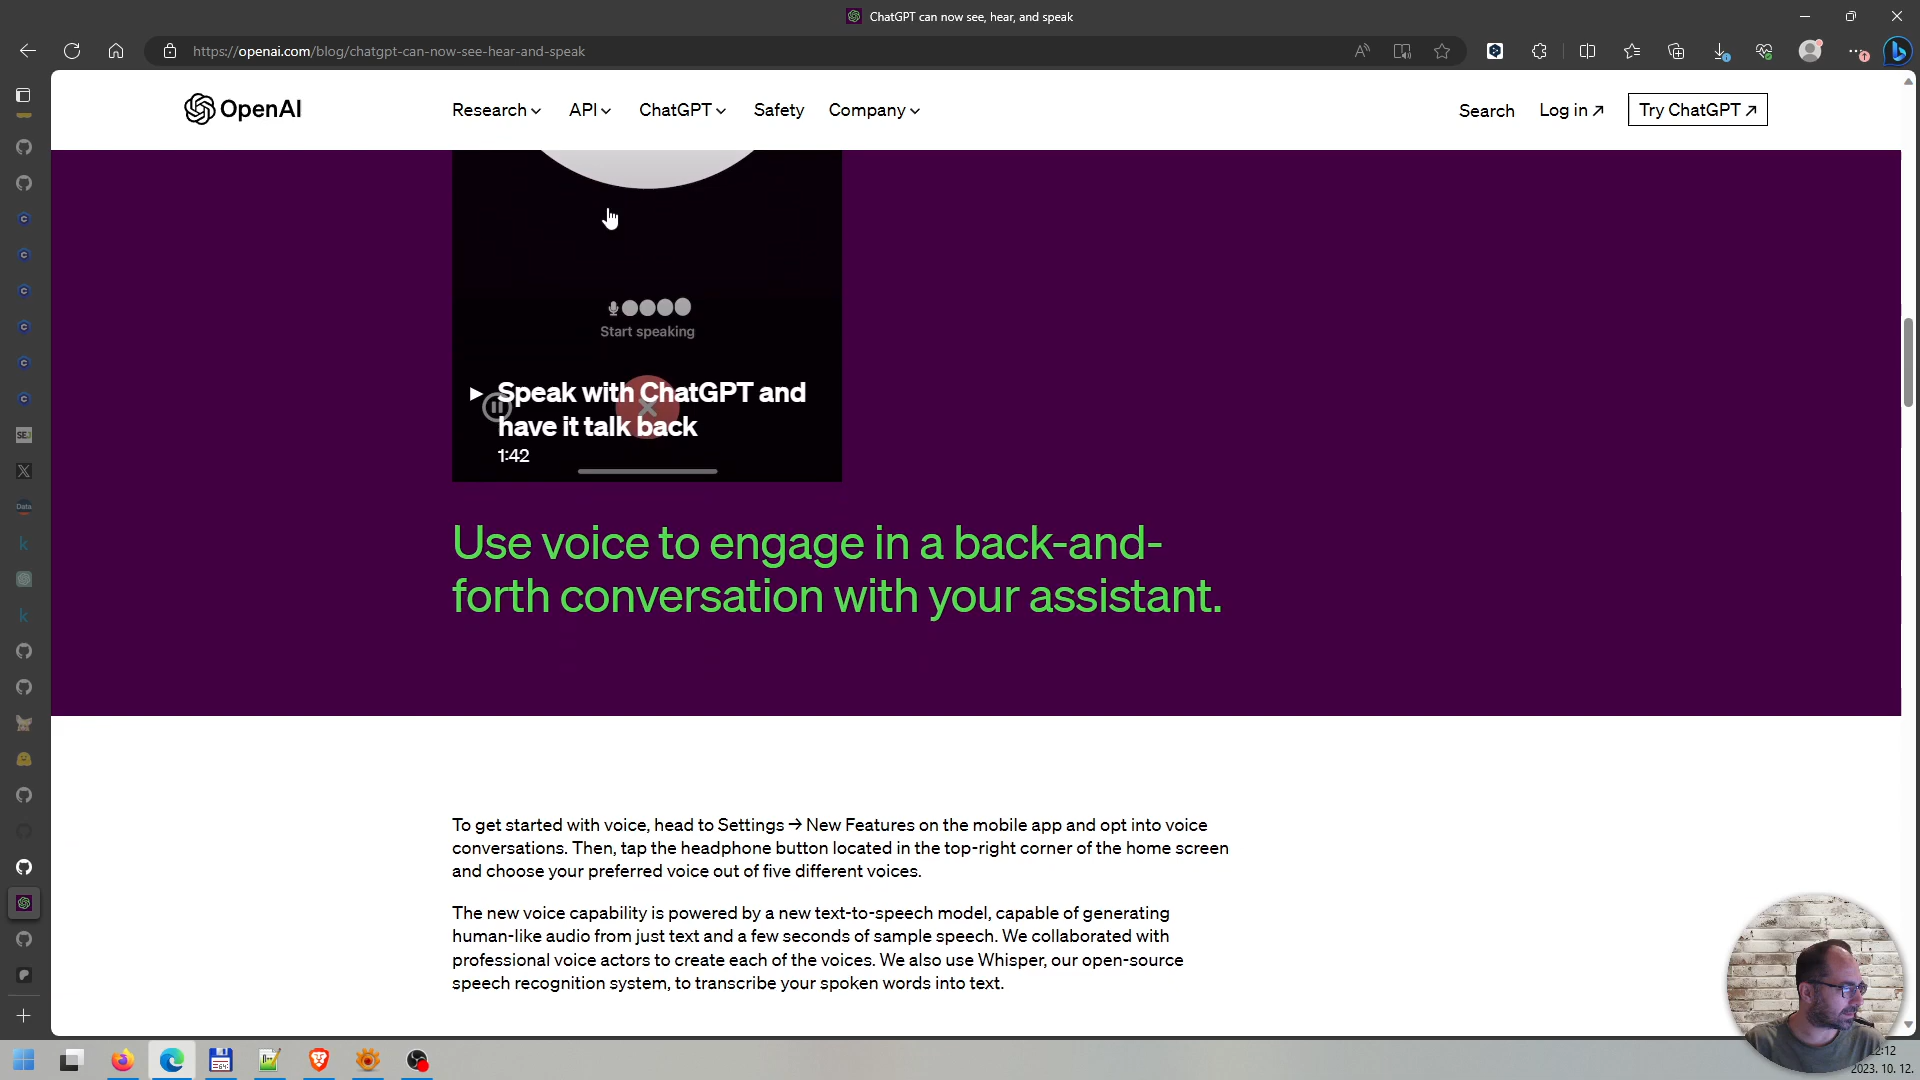 ChatGPT can now see, hear, and speak
https://openai.com/blog/chatgpt-can-now-see-hear-and-speak
OpenAI
Research
API
ChatGPT
Safety
Company
Search
Log in ↗
Try ChatGPT ↗
Start speaking
Speak with ChatGPT and
have it talk back
1:42
Use voice to engage in a back-and-
forth conversation with your assistant.
To get started with voice, head to Settings → New Features on the mobile app and opt into voice
conversations. Then, tap the headphone button located in the top-right corner of the home screen
and choose your preferred voice out of five different voices.
The new voice capability is powered by a new text-to-speech model, capable of generating
human-like audio from just text and a few seconds of sample speech. We collaborated with
professional voice actors to create each of the voices. We also use Whisper, our open-source
speech recognition system, to transcribe your spoken words into text.
2023. 10. 12.